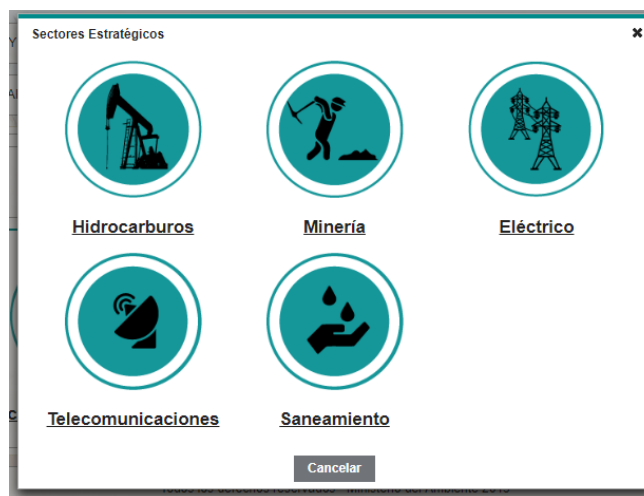 Sectores Estratégicos
Hidrocarburos
Minería
Eléctrico
Telecomunicaciones
Saneamiento
Cancelar